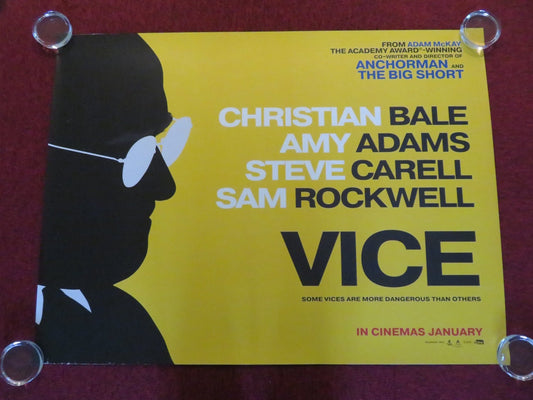 FROM ADAM McKAY
THE ACADEMY AWARD®-WINNING
CO-WRITER AND DIRECTOR OF
ANCHORMAN AND
THE BIG SHORT
CHRISTIAN BALE
AMY ADAMS
STEVE CARELL
SAM ROCKWELL
VICE
SOME VICES ARE MORE DANGEROUS THAN OTHERS
IN CINEMAS JANUARY